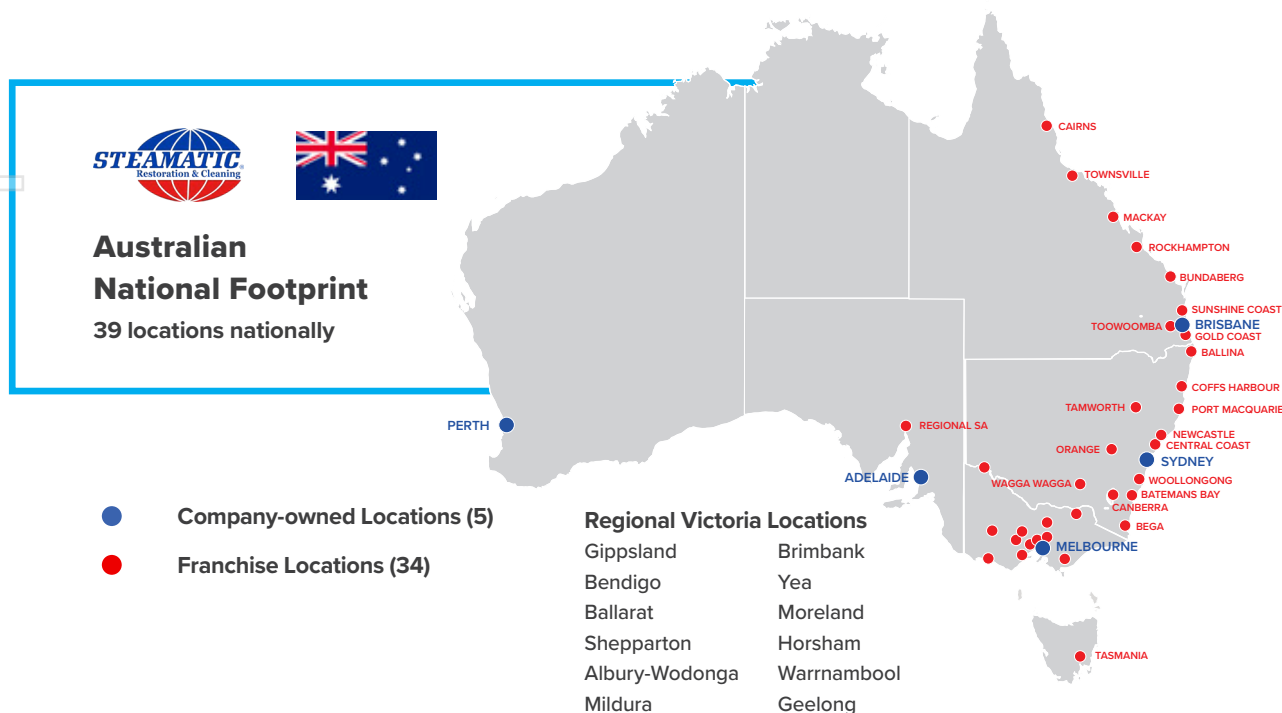 STEAMATIC
Restoration & Cleaning
Australian
National Footprint
39 locations nationally
CAIRNS
TOWNSVILLE
MACKAY
ROCKHAMPTON
BUNDABERG
SUNSHINE COAST
TOOWOOMBA
BRISBANE
GOLD COAST
BALLINA
COFFS HARBOUR
TAMWORTH
PORT MACQUARIE
PERTH
REGIONAL SA
NEWCASTLE
CENTRAL COAST
ORANGE
SYDNEY
ADELAIDE
WAGGA WAGGA
WOOLLONGONG
BATEMANS BAY
CANBERRA
BEGA
MELBOURNE
TASMANIA
Company-owned Locations (5)
Franchise Locations (34)
Regional Victoria Locations
Gippsland
Bendigo
Ballarat
Shepparton
Albury-Wodonga
Mildura
Brimbank
Yea
Moreland
Horsham
Warrnambool
Geelong